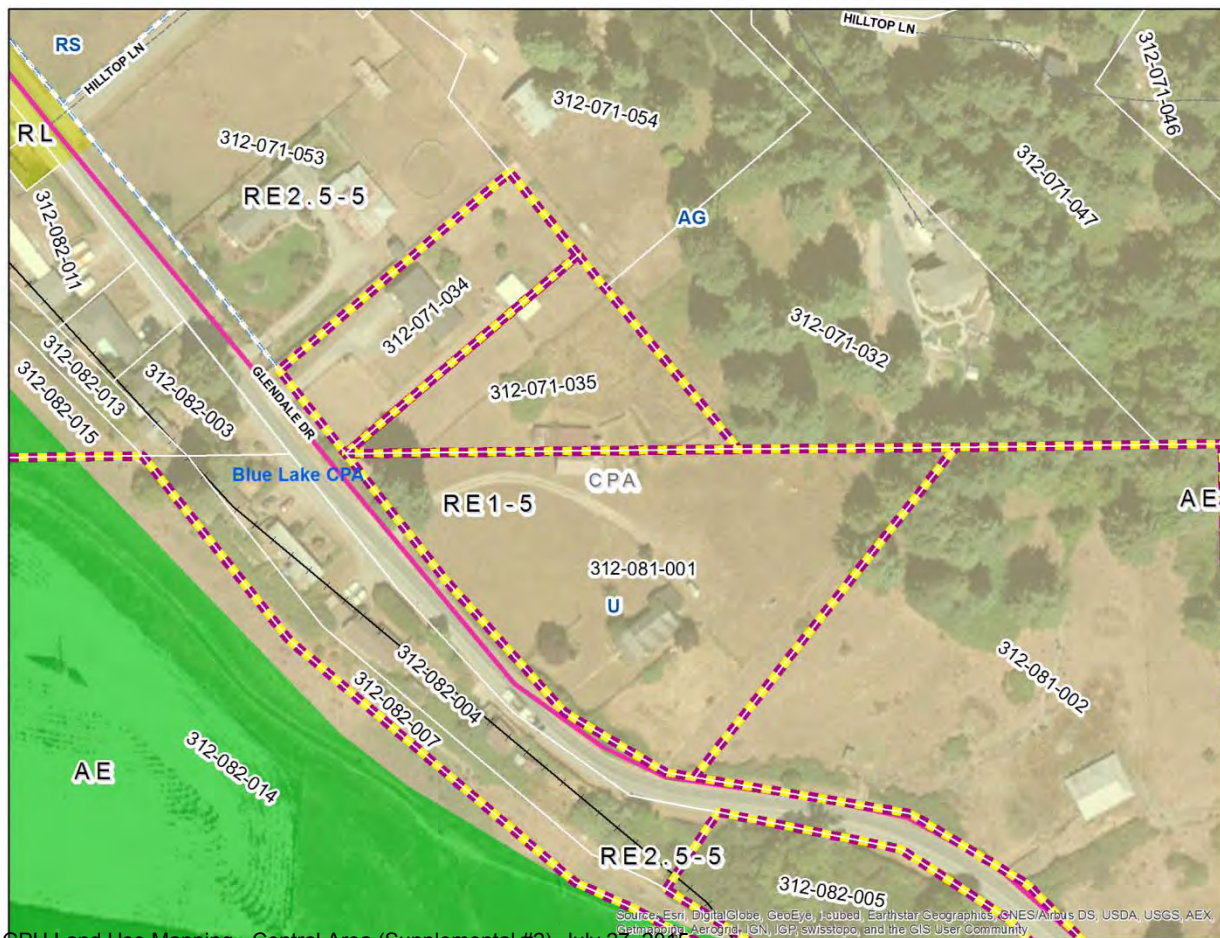 HILLTOP LN
RS
HILLTOP LN
312-071-046
312-071-054
RL
312-071-053
312-071-047
RE2.5-5
312-082-011
AG
312-071-034
312-071-032
312-071-035
312-082-013
312-082-003
GLENDALE DR
312-082-015
Blue Lake CPA
CPA
RE1-5
AE
312-081-001
U
312-081-002
312-082-004
312-082-007
AE
312-082-014
RE2.5-5
312-082-005
Source: Esri, DigitalGlobe, GeoEye, i-cubed, Earthstar Geographics, CNES/Airbus DS, USDA, USGS, AEX,
Getmapping, Aerogrid, IGN, IGP, swisstopo, and the GIS User Community
GPU Land Use Mapping - Central Area (Supplemental #3) July 27, 2015